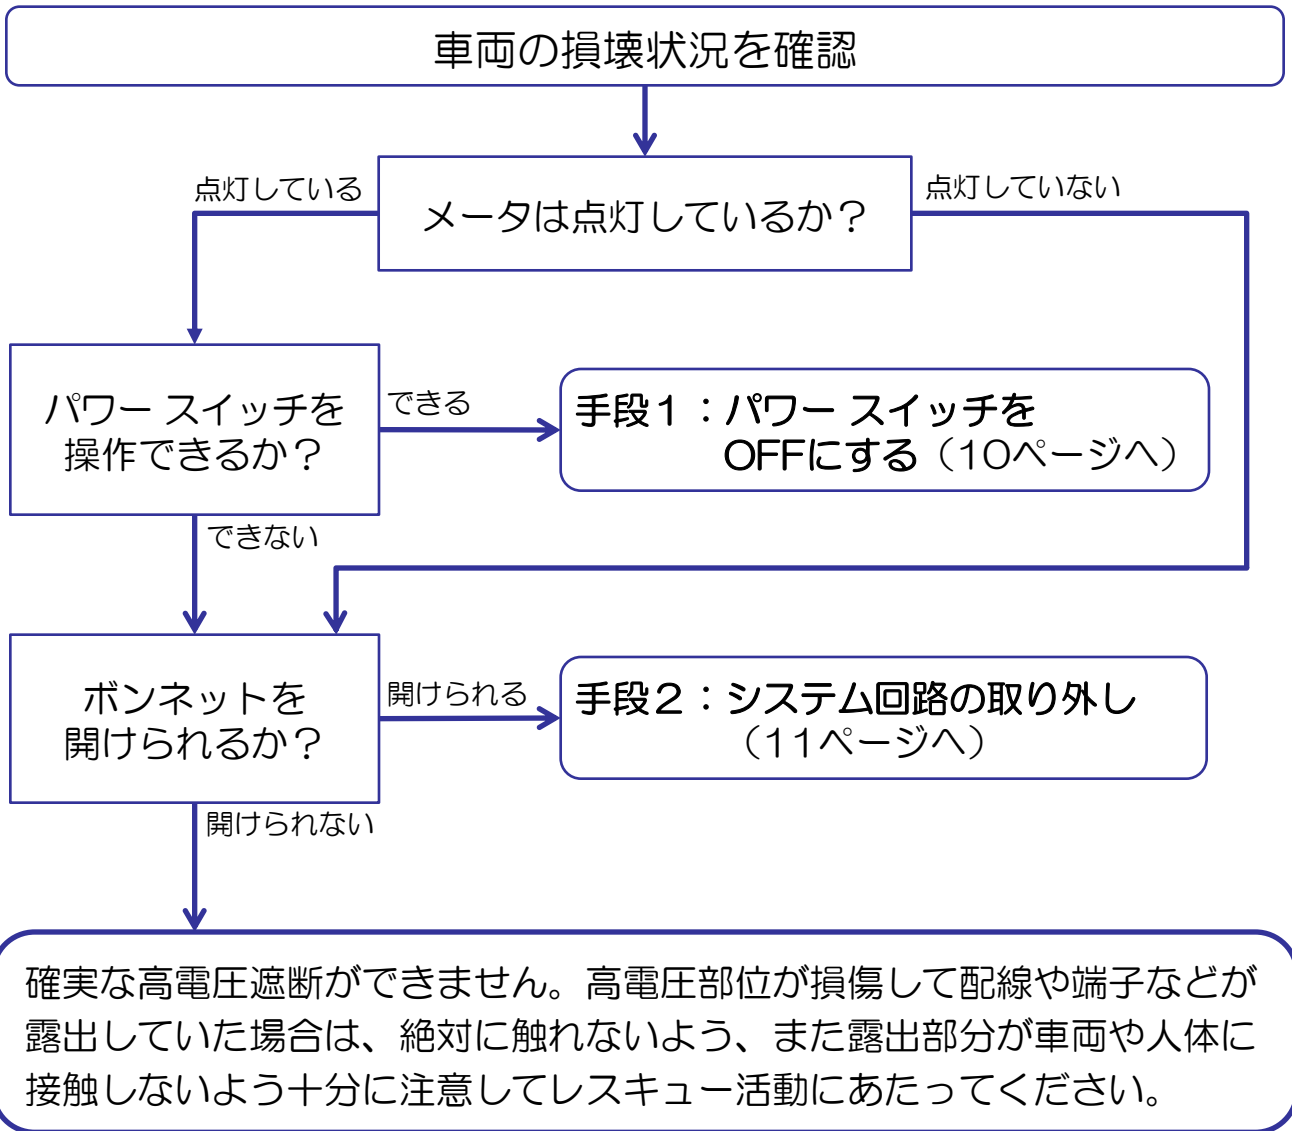 車両の損壊状況を確認
点灯している
点灯していない
メータは点灯しているか？
パワー スイッチを
操作できるか？
できる
手段１：パワー スイッチを
OFFにする（10ページへ）
できない
ボンネットを
開けられるか？
開けられる
手段２：システム回路の取り外し
（11ページへ）
開けられない
確実な高電圧遮断ができません。高電圧部位が損傷して配線や端子などが
露出していた場合は、絶対に触れないよう、また露出部分が車両や人体に
接触しないよう十分に注意してレスキュー活動にあたってください。